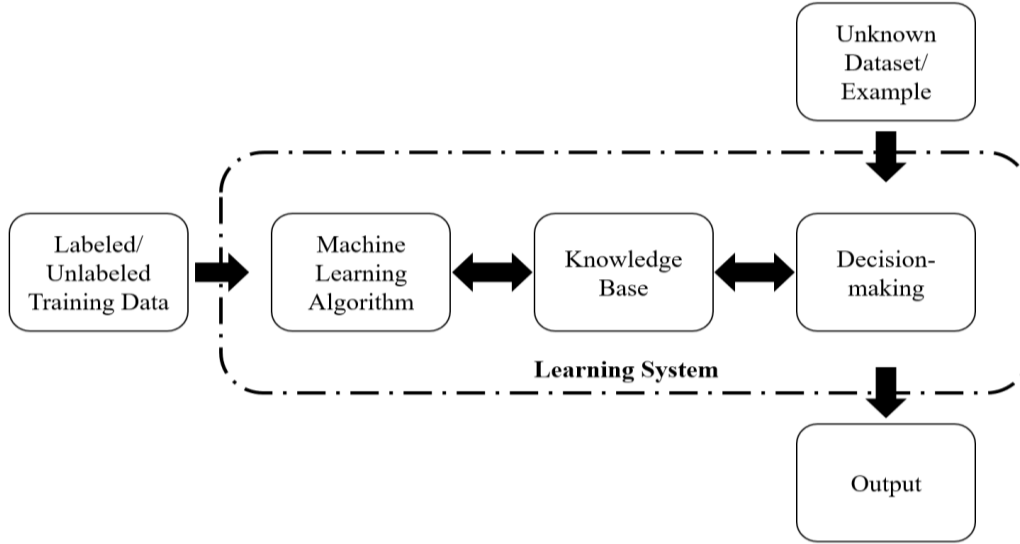 Unknown
Dataset/
Example
Labeled/
Unlabeled
Training Data
Machine
Learning
Algorithm
Knowledge
Base
Decision-
making
Learning System
Output